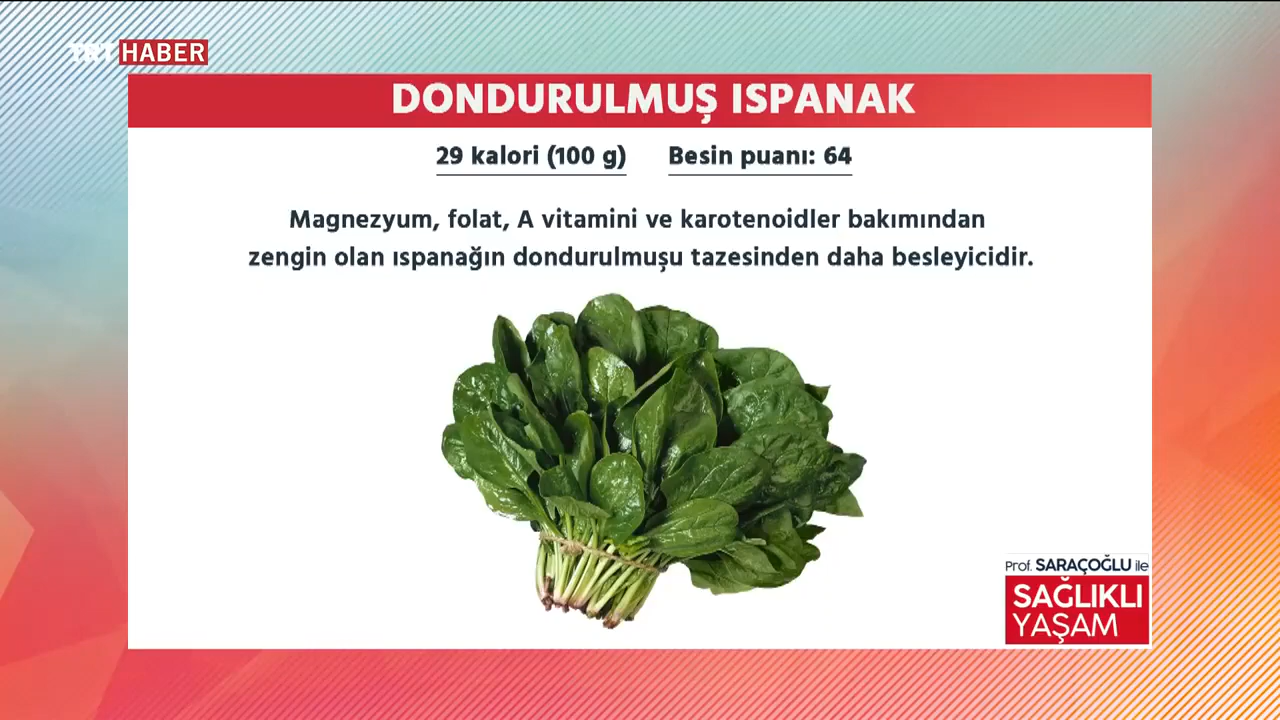 TRT HABER
DONDURULMUŞ ISPANAK
29 kalori (100 g) Besin puanı: 64
Magnezyum, folat, A vitamini ve karotenoidler bakımından
zengin olan ıspanağın dondurulmuşu tazesinden daha besleyicidir.
Prof. SARAÇOĞLU ile
SAĞLIKLI
YAŞAM